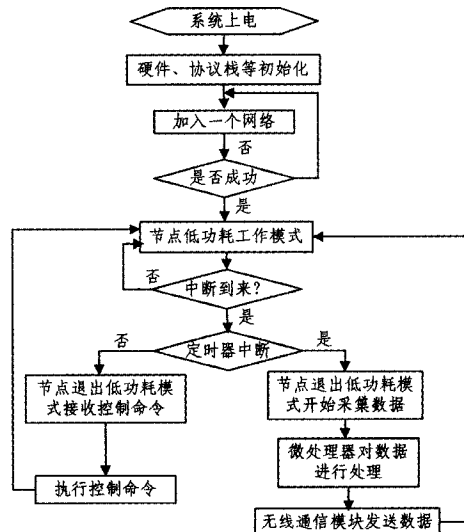 系统上电
硬件、协议栈等初始化
加入一个网络
否
是否成功
是
节点低功耗工作模式
否
中断到来?
是
否
定时器中断
是
节点退出低功耗模
式接收控制命令
节点退出低功耗模
式开始采集数据
微处理器对数据
进行处理
执行控制命令
无线通信模块发送数据